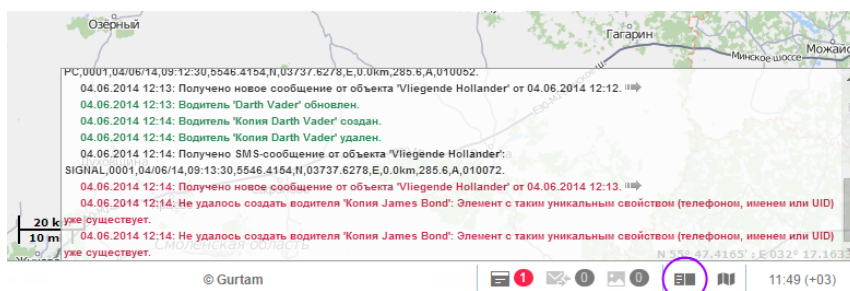 Озёрный
Гагарин
Минское шоссе
Можайс
PC,0001,04/06/14,09:12:30,5546.4154,N,03737.6278,E,0.0km,285.6,A,010052.
04.06.2014 12:13: Получено новое сообщение от объекта 'Vliegende Hollander' от 04.06.2014 12:12.
04.06.2014 12:13: Водитель 'Darth Vader' обновлен.
04.06.2014 12:14: Водитель 'Копия Darth Vader' создан.
04.06.2014 12:14: Водитель 'Копия Darth Vader' удален.
04.06.2014 12:14: Получено SMS-сообщение от объекта 'Vliegende Hollander':
SIGNAL,0001,04/06/14,09:13:30,5546.4154,N,03737.6278,E,0.0km,285.6,A,010072.
04.06.2014 12:14: Получено новое сообщение от объекта 'Vliegende Hollander' от 04.06.2014 12:13.
04.06.2014 12:14: Не удалось создать водителя 'Копия James Bond': Элемент с таким уникальным свойством (телефоном, именем или UID)
уже существует.
04.06.2014 12:14: Не удалось создать водителя 'Копия James Bond': Элемент с таким уникальным свойством (телефоном, именем или UID)
уже существует.
20 k
10 m
Смоленская область
N 55° 47.4165' : E 032° 17.1633
© Gurtam
1
0
0
11:49 (+03)